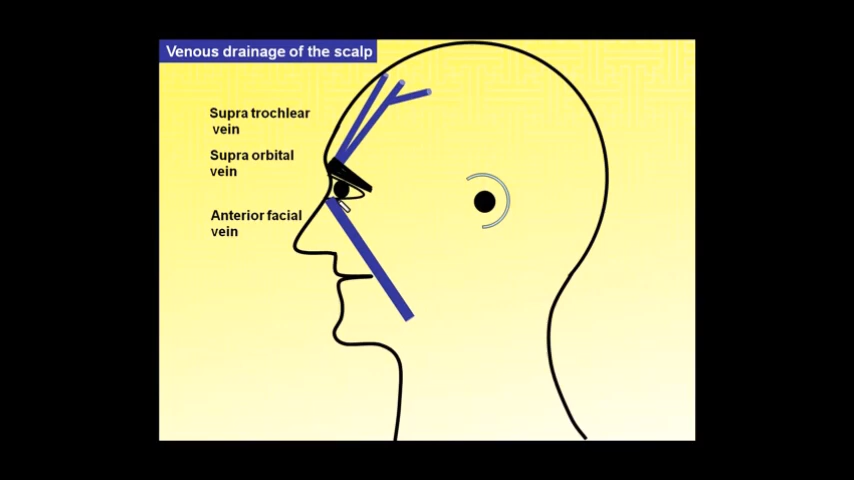 Venous drainage of the scalp
Supra trochlear
vein
Supra orbital
vein
Anterior facial
vein